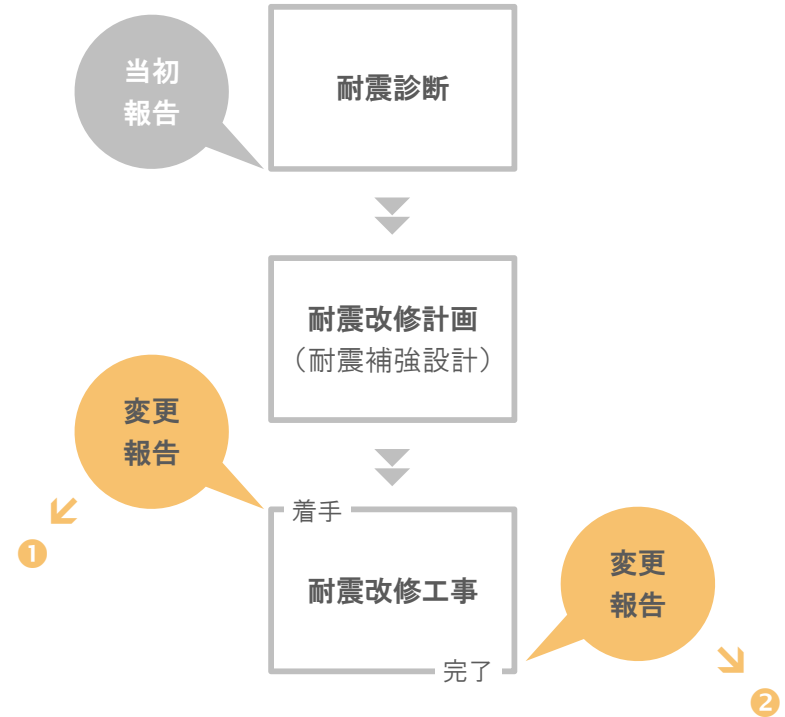 当初
報告
耐震診断
耐震改修計画
（耐震補強設計）
変更
報告
❶
着手
耐震改修工事
完了
変更
報告
❷